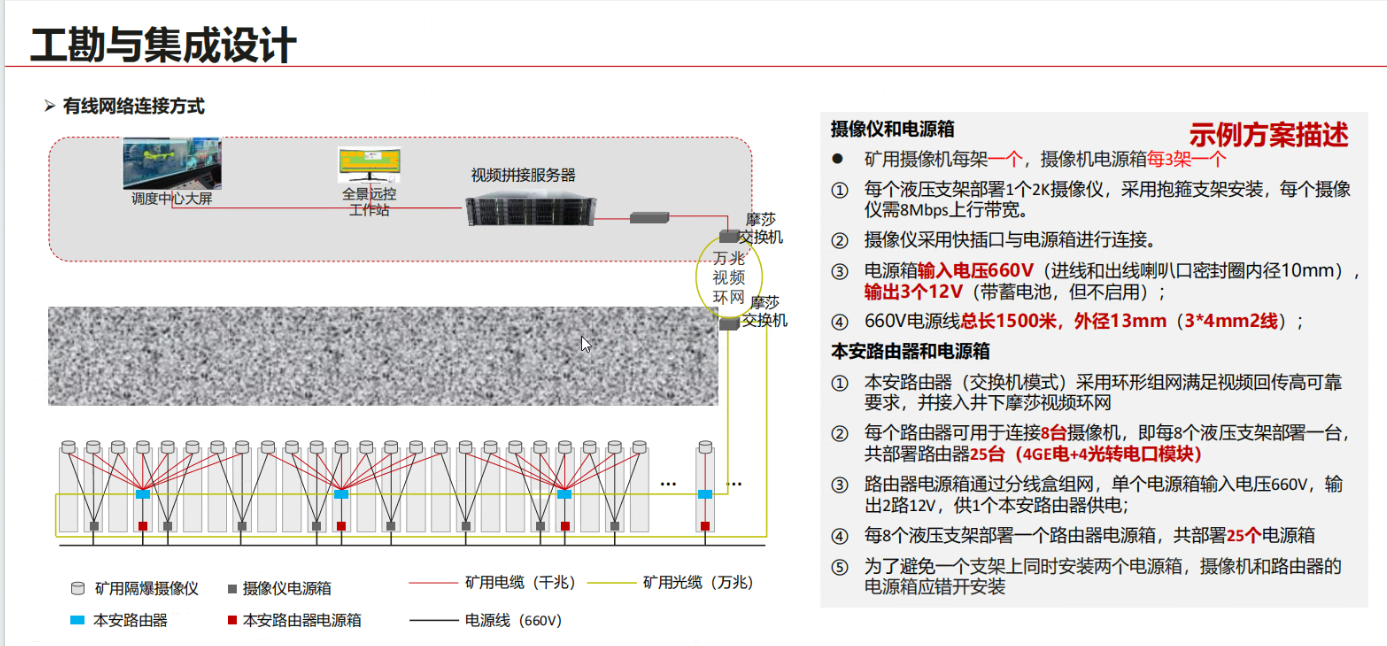 工勘与集成设计
➢ 有线网络连接方式
调度中心大屏
全景远控
工作站
视频拼接服务器
摩莎
交换机
万兆
视频
环网
摩莎
交换机
...
...
矿用隔爆摄像仪
摄像仪电源箱
矿用电缆（千兆）
矿用光缆（万兆）
本安路由器
本安路由器电源箱
电源线（660V）
示例方案描述
摄像仪和电源箱
● 矿用摄像机每架一个，摄像机电源箱每3架一个
① 每个液压支架部署1个2K摄像仪，采用抱箍支架安装，每个摄像
仪需8Mbps上行带宽。
② 摄像仪采用快插口与电源箱进行连接。
③ 电源箱输入电压660V（进线和出线喇叭口密封圈内径10mm），
输出3个12V（带蓄电池，但不启用）；
④ 660V电源线总长1500米，外径13mm（3*4mm2线）；
本安路由器和电源箱
① 本安路由器（交换机模式）采用环形组网满足视频回传高可靠
要求，并接入井下摩莎视频环网
② 每个路由器可用于连接8台摄像机，即每8个液压支架部署一台，
共部署路由器25台（4GE电+4光转电口模块）
③ 路由器电源箱通过分线盒组网，单个电源箱输入电压660V，输
出2路12V，供1个本安路由器供电；
④ 每8个液压支架部署一个路由器电源箱，共部署25个电源箱
⑤ 为了避免一个支架上同时安装两个电源箱，摄像机和路由器的
电源箱应错开安装